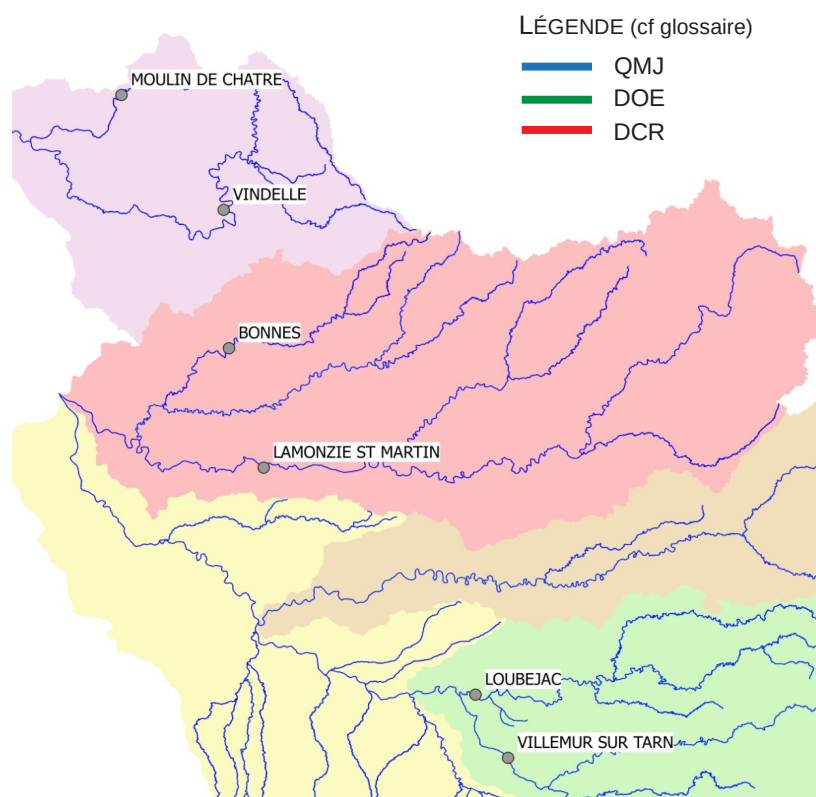 LÉGENDE (cf glossaire)
QMJ
DOE
DCR
MOULIN DE CHATRE
VINDELLE
BONNES
LAMONZIE ST MARTIN
LOUBEJAC
VILLEMUR SUR TARN